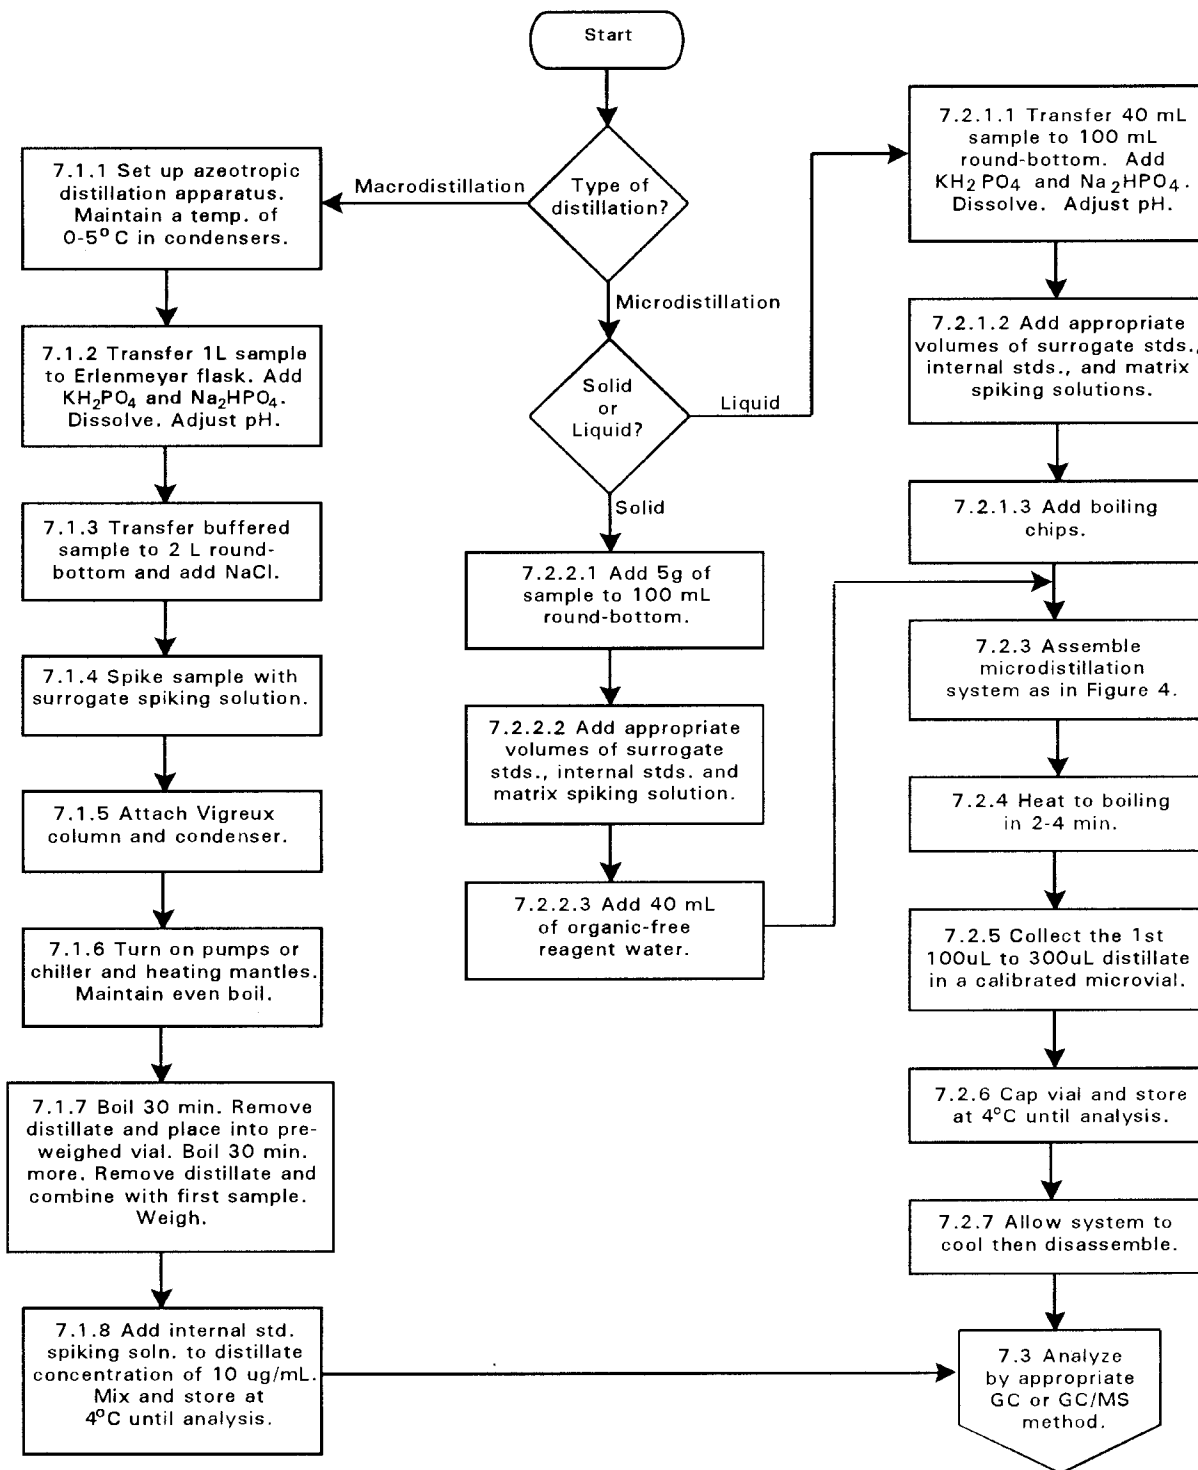 Start
Type of
distillation?
Macrodistillation
Microdistillation
7.1.1 Set up azeotropic
distillation apparatus.
Maintain a temp. of
0-5°C in condensers.
7.1.2 Transfer 1L sample
to Erlenmeyer flask. Add
KH₂PO₄ and Na₂HPO₄.
Dissolve. Adjust pH.
7.1.3 Transfer buffered
sample to 2 L round-
bottom and add NaCl.
7.1.4 Spike sample with
surrogate spiking solution.
7.1.5 Attach Vigreux
column and condenser.
7.1.6 Turn on pumps or
chiller and heating mantles.
Maintain even boil.
7.1.7 Boil 30 min. Remove
distillate and place into pre-
weighed vial. Boil 30 min.
more. Remove distillate and
combine with first sample.
Weigh.
7.1.8 Add internal std.
spiking soln. to distillate
concentration of 10 ug/mL.
Mix and store at
4°C until analysis.
Solid
or
Liquid?
Liquid
Solid
7.2.2.1 Add 5g of
sample to 100 mL
round-bottom.
7.2.2.2 Add appropriate
volumes of surrogate
stds., internal stds. and
matrix spiking solution.
7.2.2.3 Add 40 mL
of organic-free
reagent water.
7.2.1.1 Transfer 40 mL
sample to 100 mL
round-bottom. Add
KH₂PO₄ and Na₂HPO₄.
Dissolve. Adjust pH.
7.2.1.2 Add appropriate
volumes of surrogate stds.,
internal stds., and matrix
spiking solutions.
7.2.1.3 Add boiling
chips.
7.2.3 Assemble
microdistillation
system as in Figure 4.
7.2.4 Heat to boiling
in 2-4 min.
7.2.5 Collect the 1st
100uL to 300uL distillate
in a calibrated microvial.
7.2.6 Cap vial and store
at 4°C until analysis.
7.2.7 Allow system to
cool then disassemble.
7.3 Analyze
by appropriate
GC or GC/MS
method.